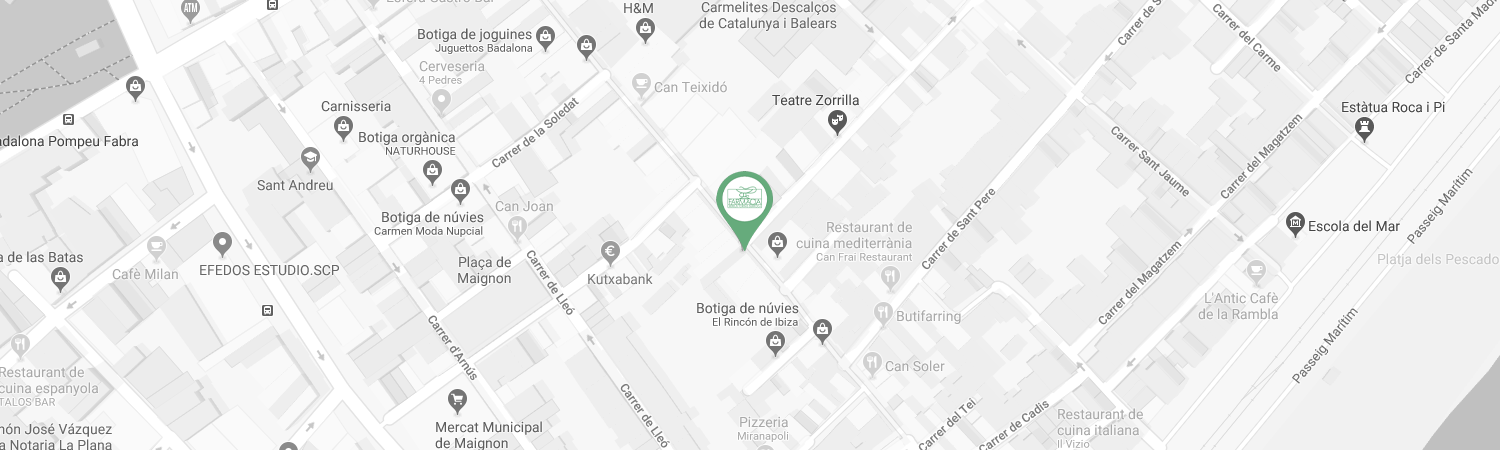 ATM
H&M
Carmelites Descalços
de Catalunya i Balears
Botiga de joguines
Juguettos Badalona
Cerveseria
4 Pedres
Can Teixidó
Teatre Zorrilla
Carrer de
Carrer del Carme
Carrer de Santa
Estàtua Roca i Pi
Carnisseria
Botiga orgànica
NATURHOUSE
Carrer de la Soledat
Pompeu Fabra
Sant Andreu
Carrer Sant Jaume
Carrer del Magatzem
Passeig Marítim
FARMACIA
Can Joan
Botiga de núvies
Carmen Moda Nupcial
Carrer de Sant Pere
Escola del Mar
Restaurant de
cuina mediterrània
Can Frai Restaurant
a de las Batas
Cafè Milan
EFEDOS ESTUDIO.SCP
Plaça de
Maignon
Kutxabank
Carrer de Lleó
Carrer del Magatzem
Platja dels Pescado
L'Antic Cafè
de la Rambla
Botiga de núvies
El Rincón de Ibiza
Butifarring
Carrer d'Arnús
Passeig Marítim
Restaurant de
cuina espanyola
TALOS BAR
Can Soler
Carrer de Lleó
Mercat Municipal
de Maignon
Pizzeria
Miranapoli
Carrer del Tei
Carrer de Cadis
Restaurant de
cuina italiana
Il Vizio
José Vázquez
a Notaria La Plana